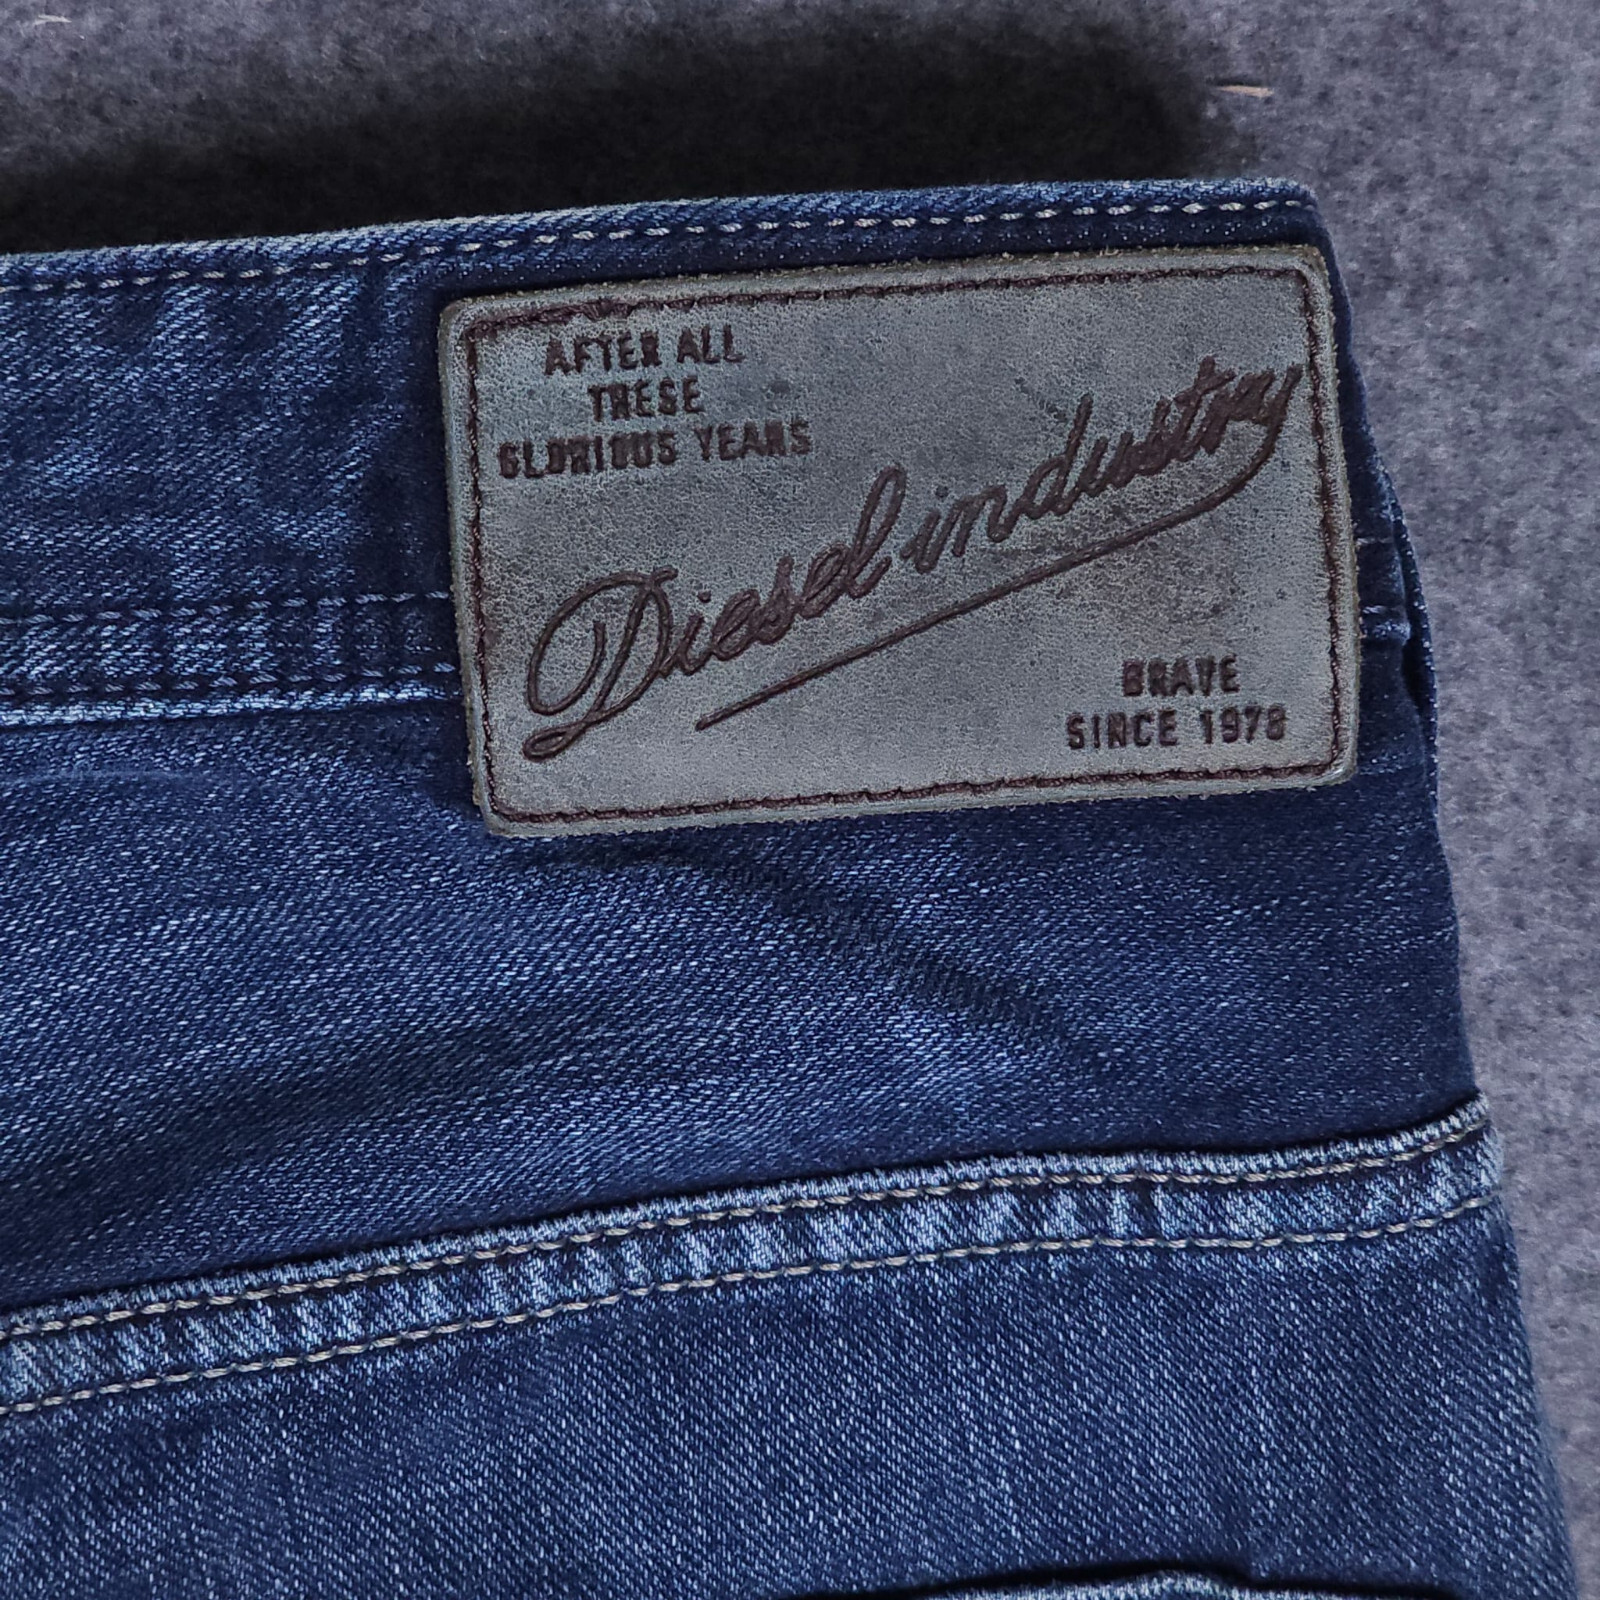 AFTER ALL
THESE
GLORIOUS YEARS
Diesel industry
BRAVE
SINCE 1978